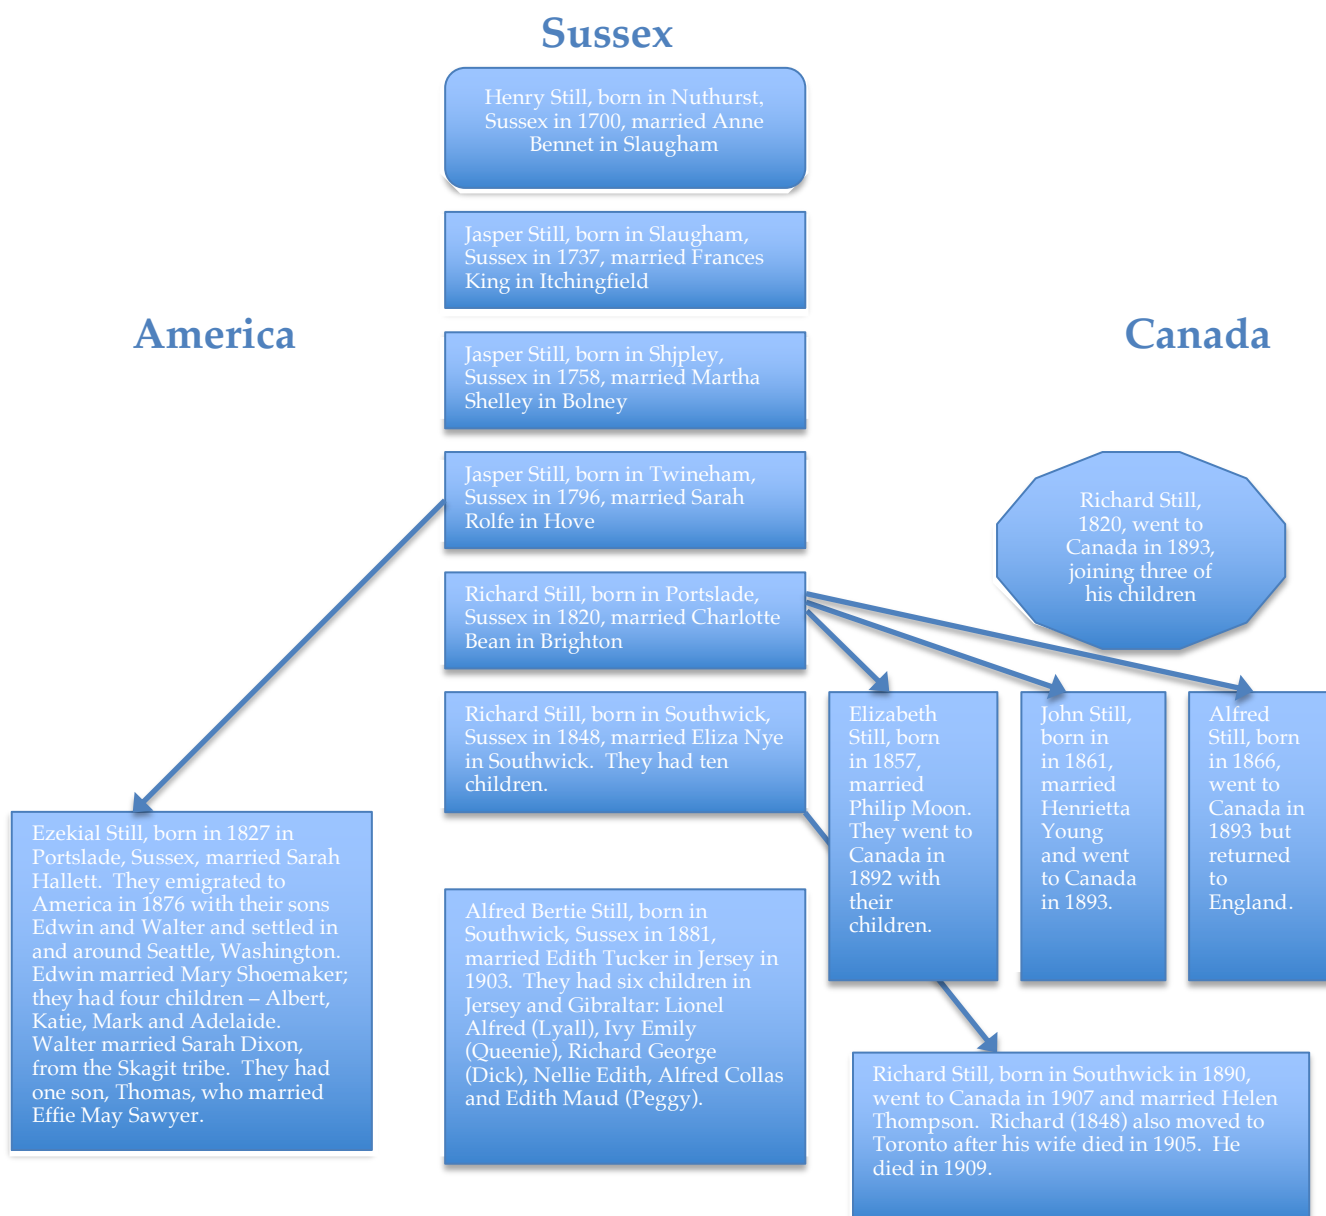 Sussex
Henry Still, born in Nuthurst,
Sussex in 1700, married Anne
Bennet in Slaugham
Jasper Still, born in Slaugham,
Sussex in 1737, married Frances
King in Itchingfield
America
Canada
Jasper Still, born in Shjpley,
Sussex in 1758, married Martha
Shelley in Bolney
Jasper Still, born in Twineham,
Sussex in 1796, married Sarah
Rolfe in Hove
Richard Still,
1820, went to
Canada in 1893,
joining three of
his children
Richard Still, born in Portslade,
Sussex in 1820, married Charlotte
Bean in Brighton
Richard Still, born in Southwick,
Sussex in 1848, married Eliza Nye
in Southwick.  They had ten
children.
Elizabeth
Still, born
in 1857,
married
Philip Moon.
They went to
Canada in
1892 with
their
children.
John Still,
born in
in 1861,
married
Henrietta
Young
and went
to Canada
in 1893.
Alfred
Still, born
in 1866,
went to
Canada in
1893 but
returned
to
England.
Ezekial Still, born in 1827 in
Portslade, Sussex, married Sarah
Hallett.  They emigrated to
America in 1876 with their sons
Edwin and Walter and settled in
and around Seattle, Washington.
Edwin married Mary Shoemaker;
they had four children – Albert,
Katie, Mark and Adelaide.
Walter married Sarah Dixon,
from the Skagit tribe.  They had
one son, Thomas, who married
Effie May Sawyer.
Alfred Bertie Still, born in
Southwick, Sussex in 1881,
married Edith Tucker in Jersey in
1903.  They had six children in
Jersey and Gibraltar: Lionel
Alfred (Lyall), Ivy Emily
(Queenie), Richard George
(Dick), Nellie Edith, Alfred Collas
and Edith Maud (Peggy).
Richard Still, born in Southwick in 1890,
went to Canada in 1907 and married Helen
Thompson.  Richard (1848) also moved to
Toronto after his wife died in 1905.  He
died in 1909.